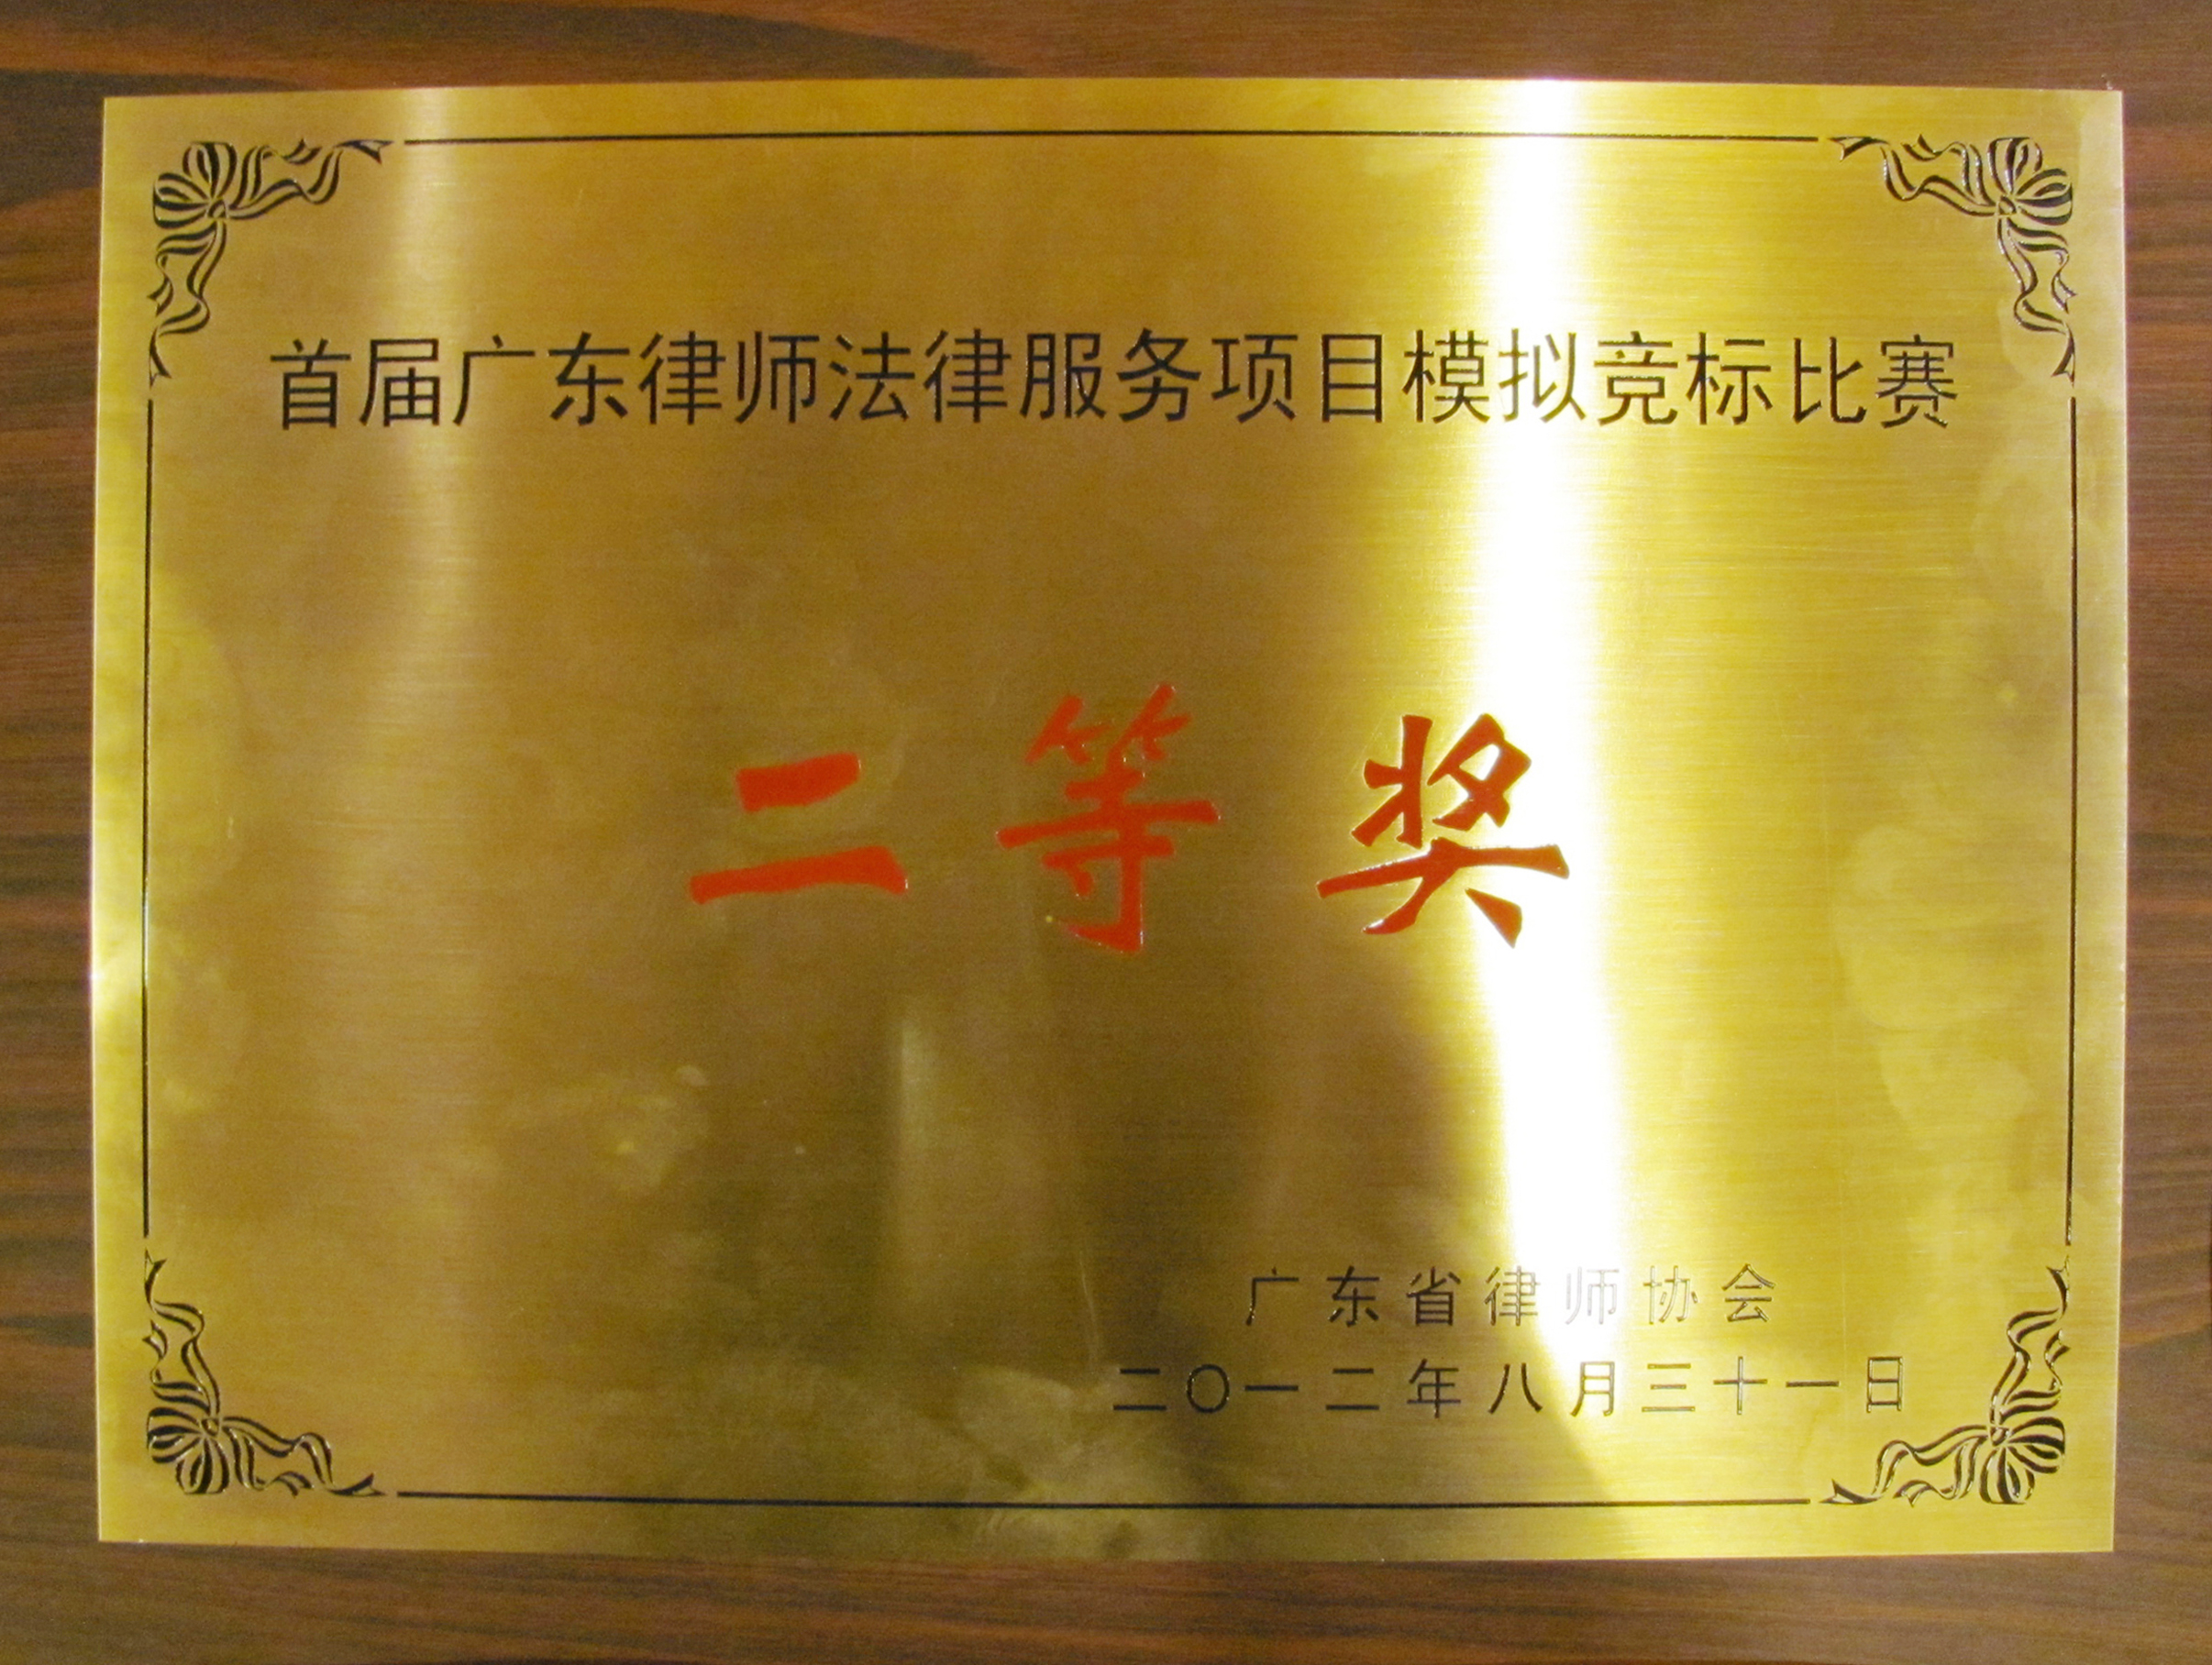 首届广东律师法律服务项目模拟竞标比赛
二等奖
广东省律师协会
二〇一二年八月三十一日